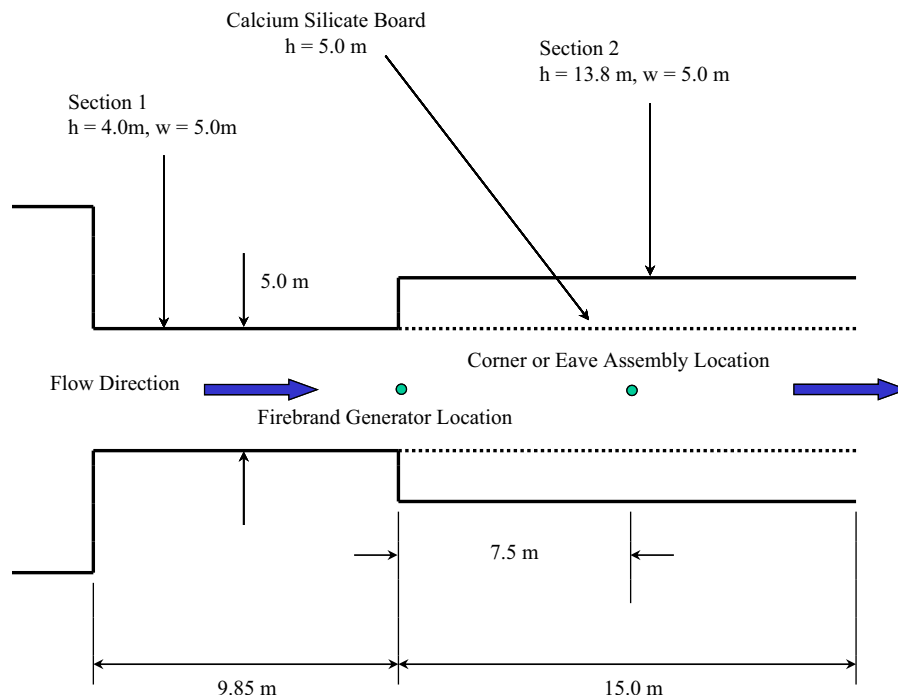 Calcium Silicate Board
h = 5.0 m
Section 2
h = 13.8 m, w = 5.0 m
Section 1
h = 4.0m, w = 5.0m
5.0 m
Corner or Eave Assembly Location
Flow Direction
Firebrand Generator Location
7.5 m
9.85 m
15.0 m